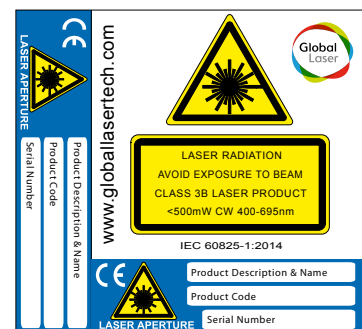 CE
LASER APERTURE
Product Description & Name
Product Code
Serial Number
www.globallasertech.com
Global
Laser
LASER RADIATION
AVOID EXPOSURE TO BEAM
CLASS 3B LASER PRODUCT
<500mW CW 400-695nm
IEC 60825-1:2014
CE
LASER APERTURE
Product Description & Name
Product Code
Serial Number